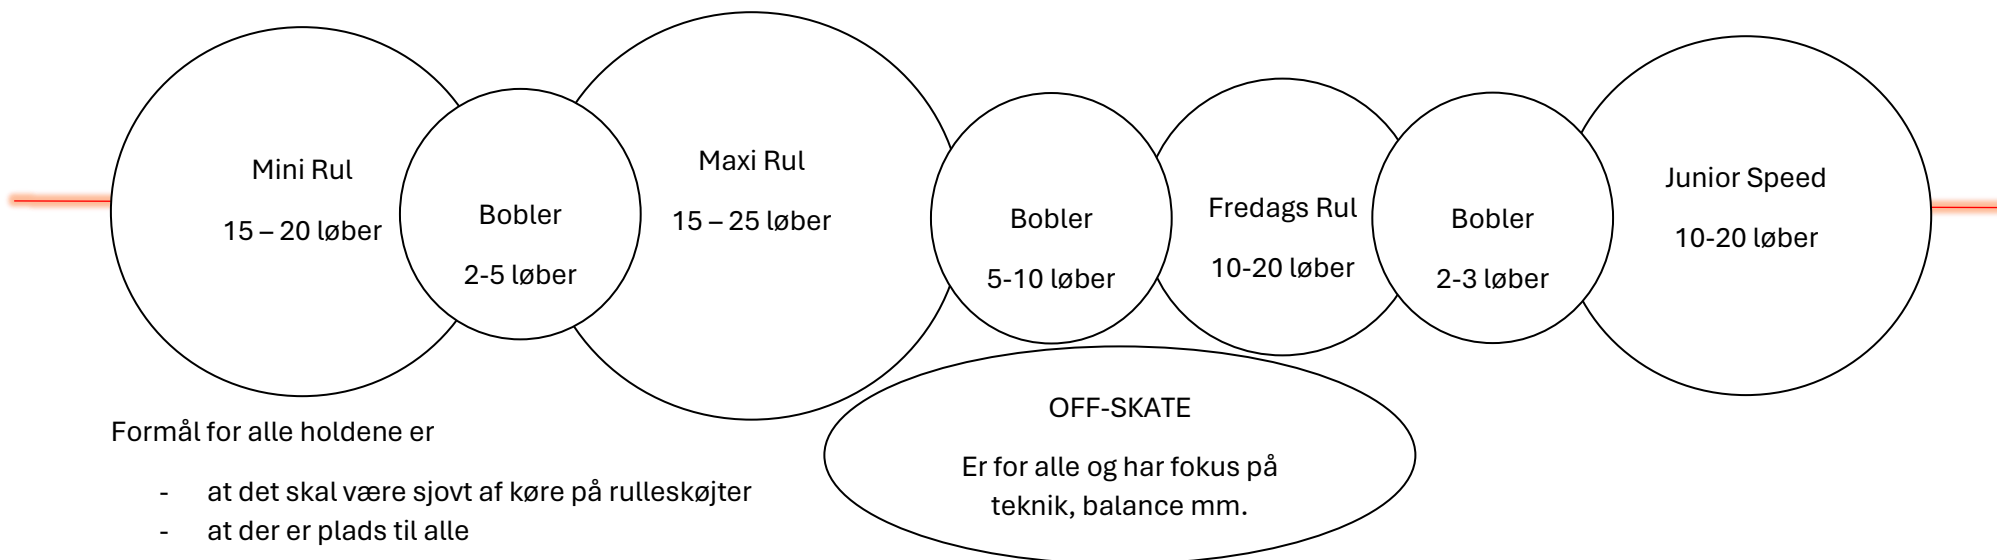 Mini Rul
15 – 20 løber
Bobler
2-5 løber
Maxi Rul
15 – 25 løber
Bobler
5-10 løber
Fredags Rul
10-20 løber
Bobler
2-3 løber
Junior Speed
10-20 løber
OFF-SKATE
Er for alle og har fokus på
teknik, balance mm.
Formål for alle holdene er
- at det skal være sjovt af køre på rulleskøjter
- at der er plads til alle